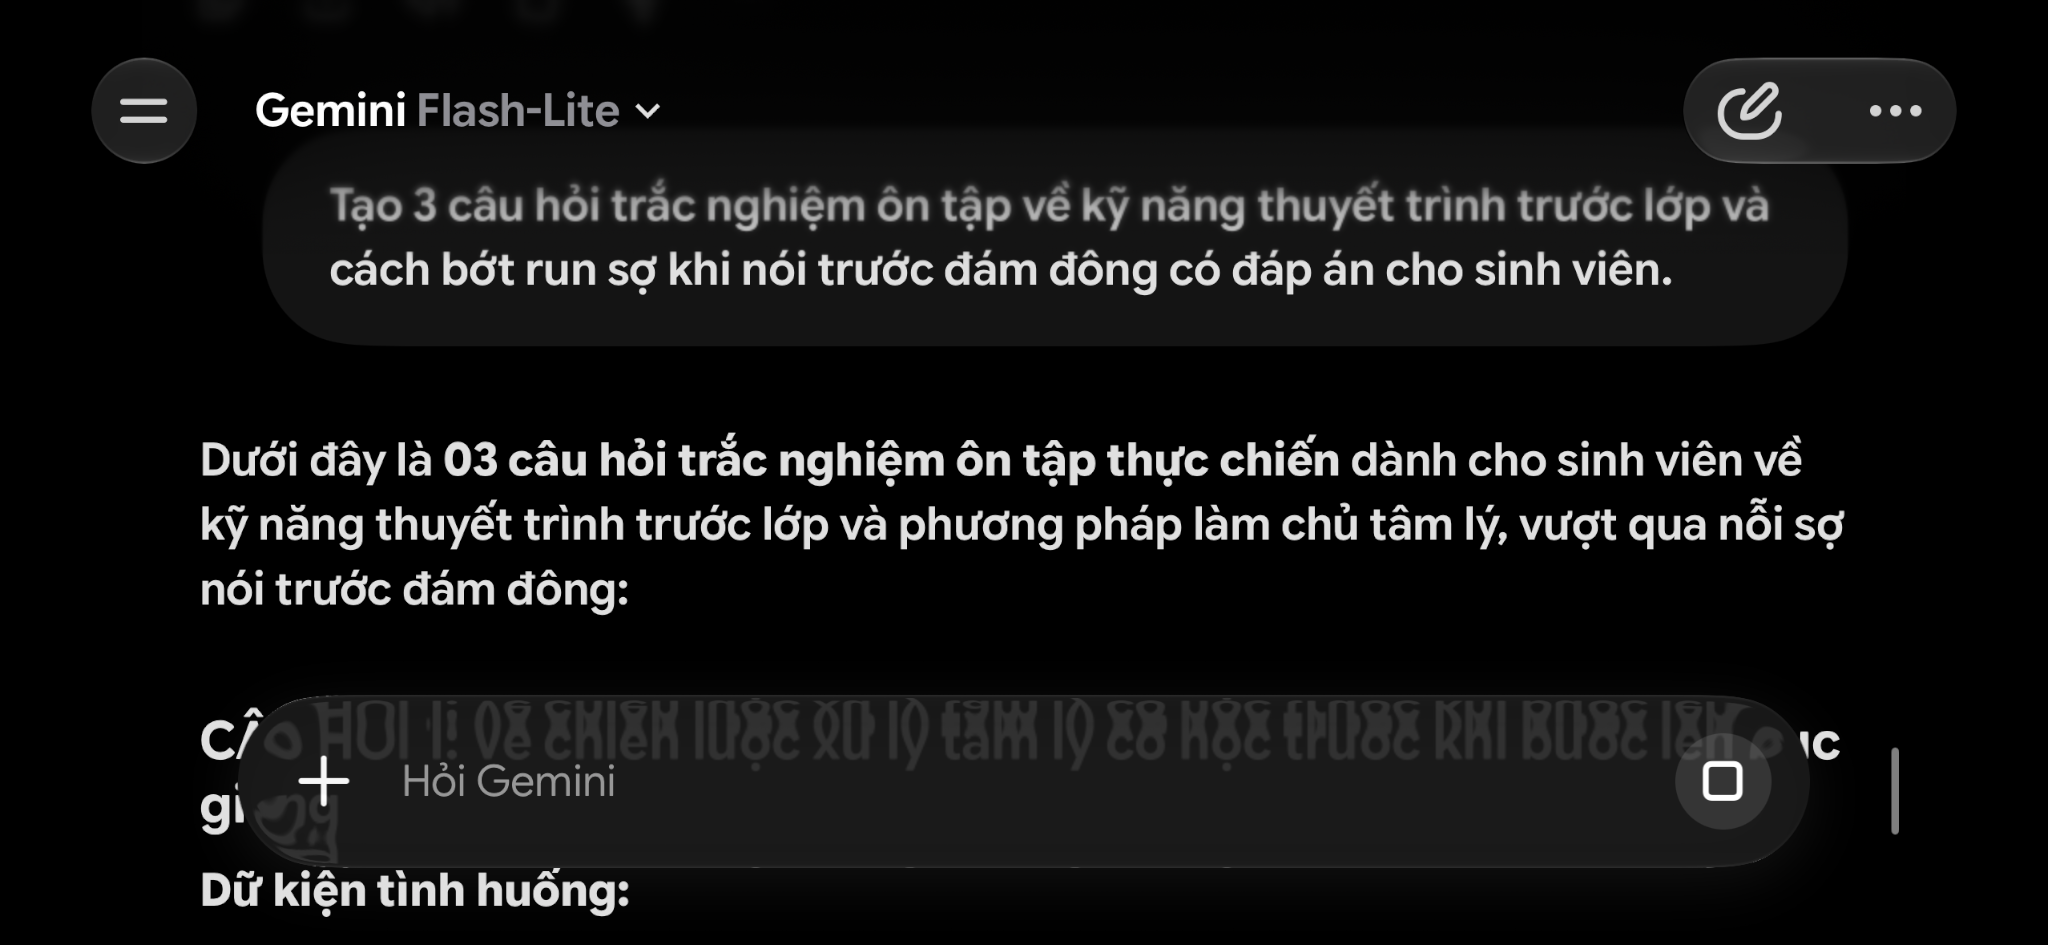 Gemini Flash-Lite
Tạo 3 câu hỏi trắc nghiệm ôn tập về kỹ năng thuyết trình trước lớp và
cách bớt run sợ khi nói trước đám đông có đáp án cho sinh viên.
Dưới đây là 03 câu hỏi trắc nghiệm ôn tập thực chiến dành cho sinh viên về
kỹ năng thuyết trình trước lớp và phương pháp làm chủ tâm lý, vượt qua nỗi sợ
nói trước đám đông:
Hỏi Gemini
Dữ kiện tình huống: